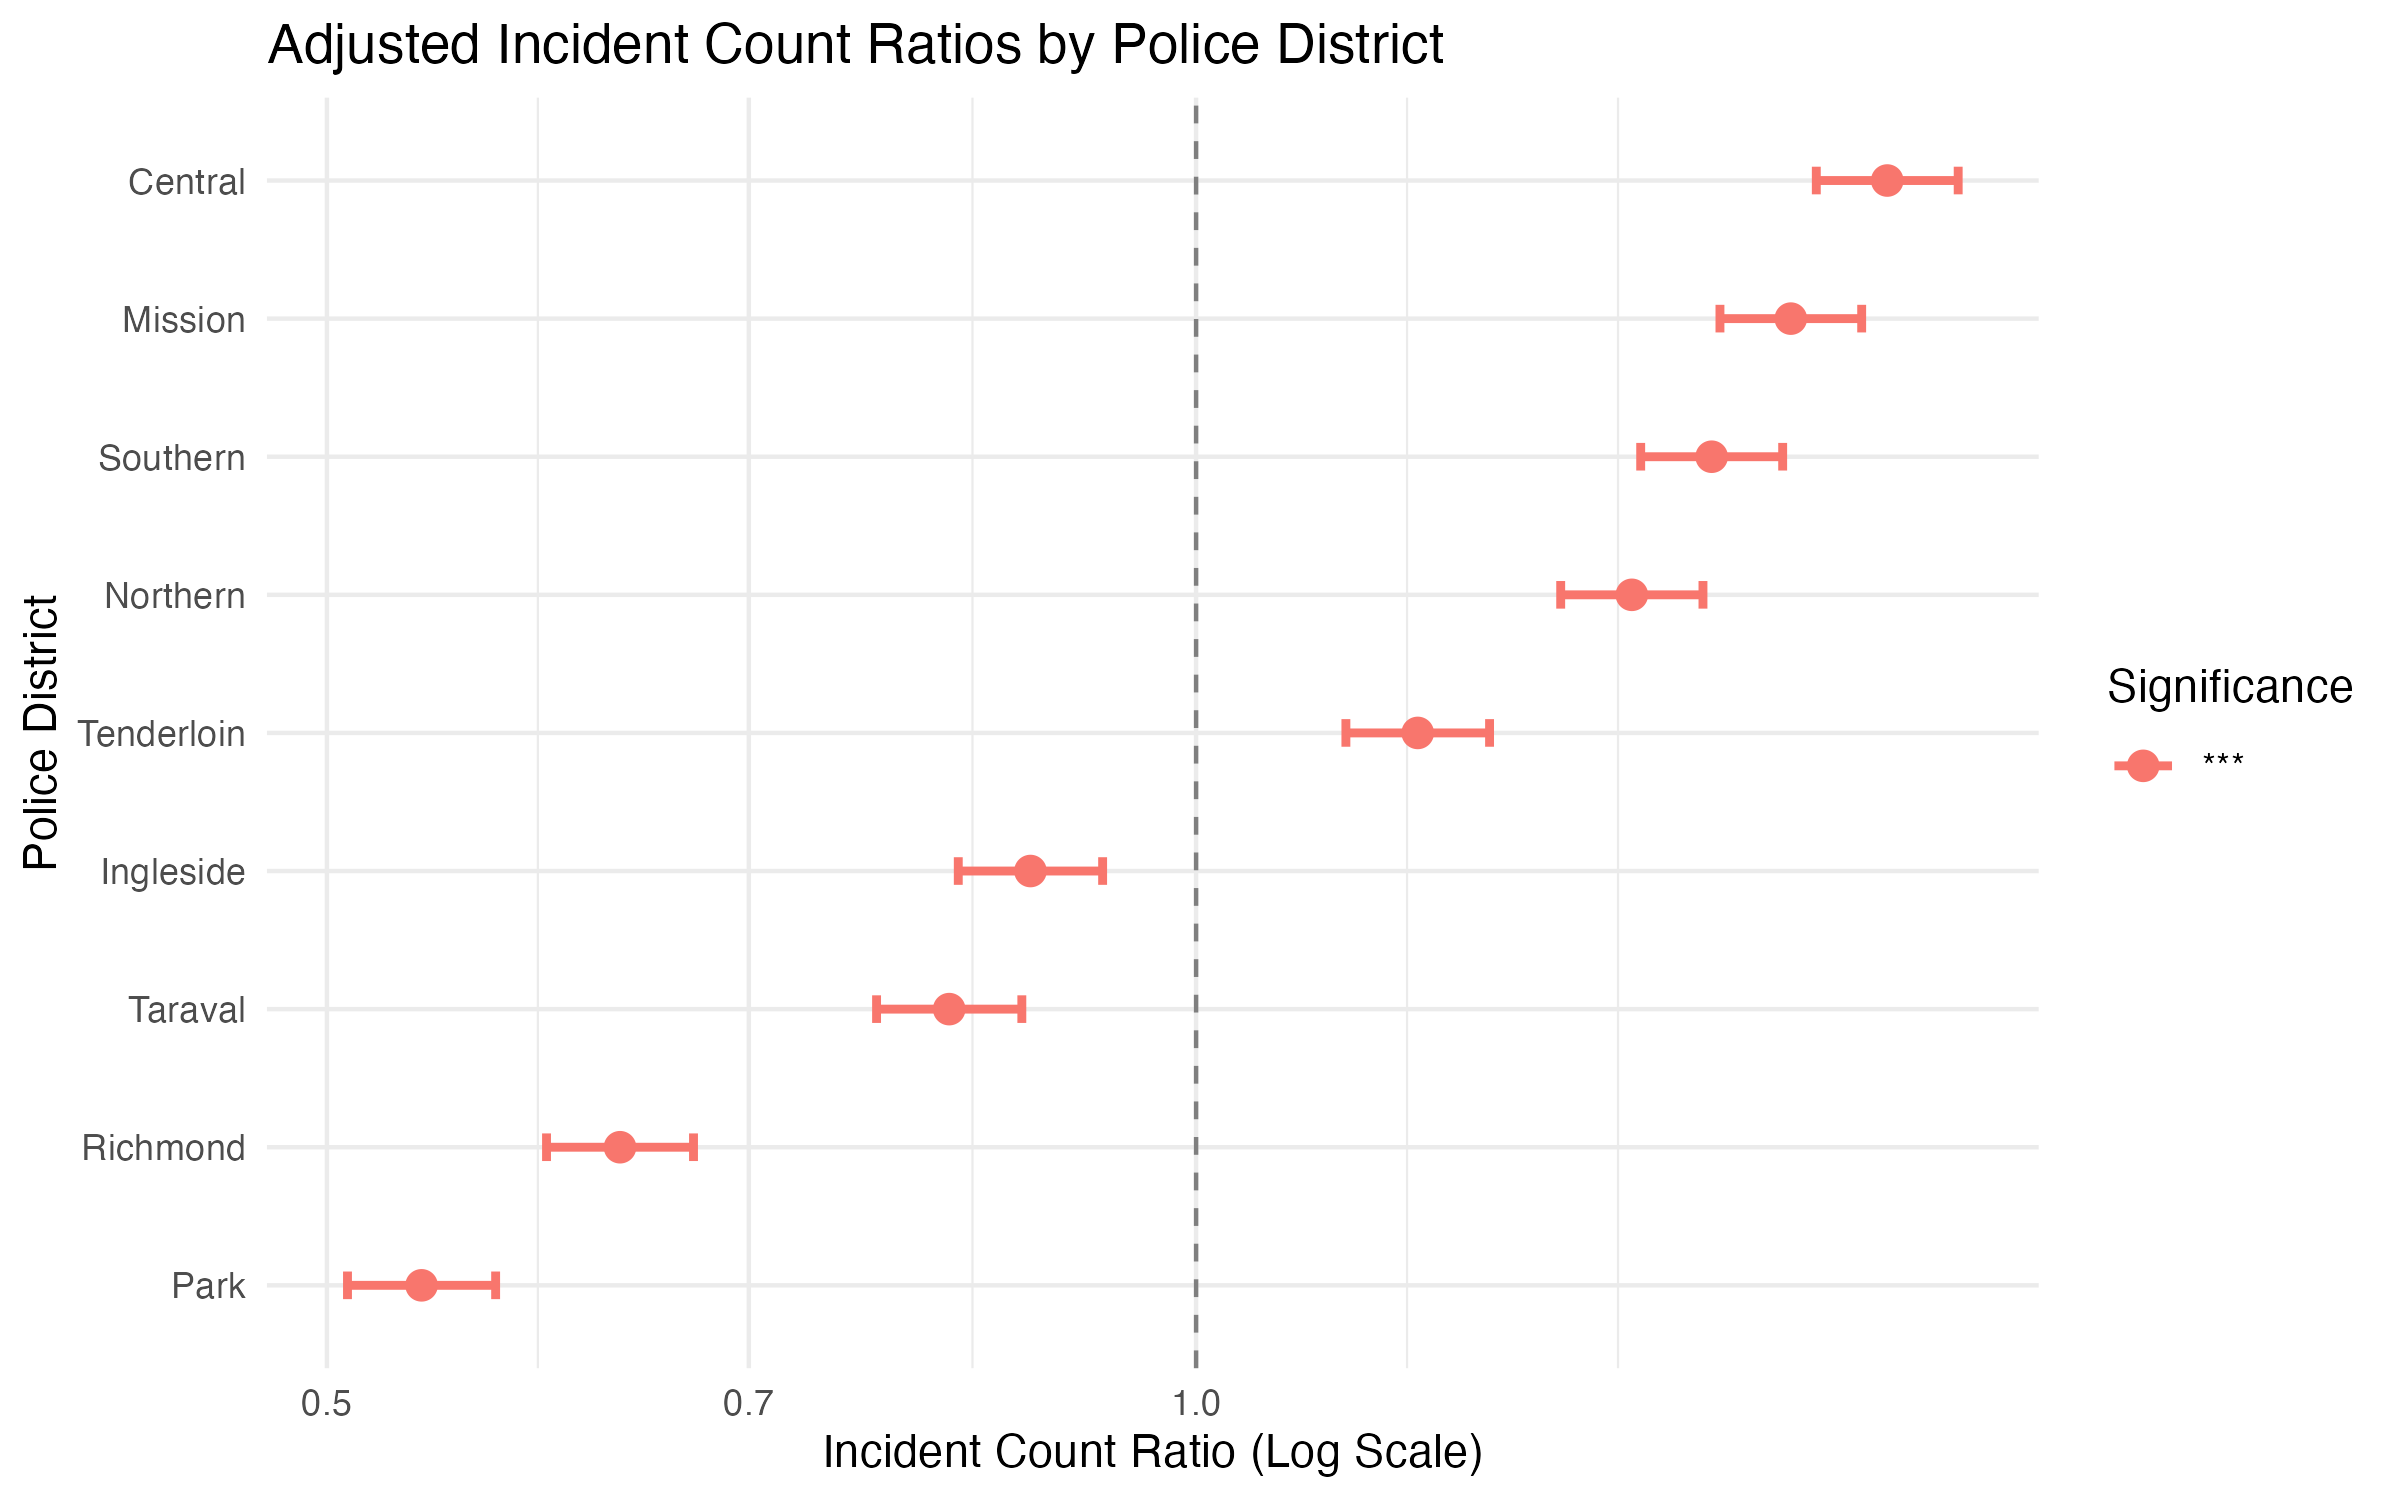 Adjusted Incident Count Ratios by Police District
Police District
Central
Mission
Southern
Northern
Tenderloin
Ingleside
Taraval
Richmond
Park
0.5
0.7
1.0
Incident Count Ratio (Log Scale)
Significance
***